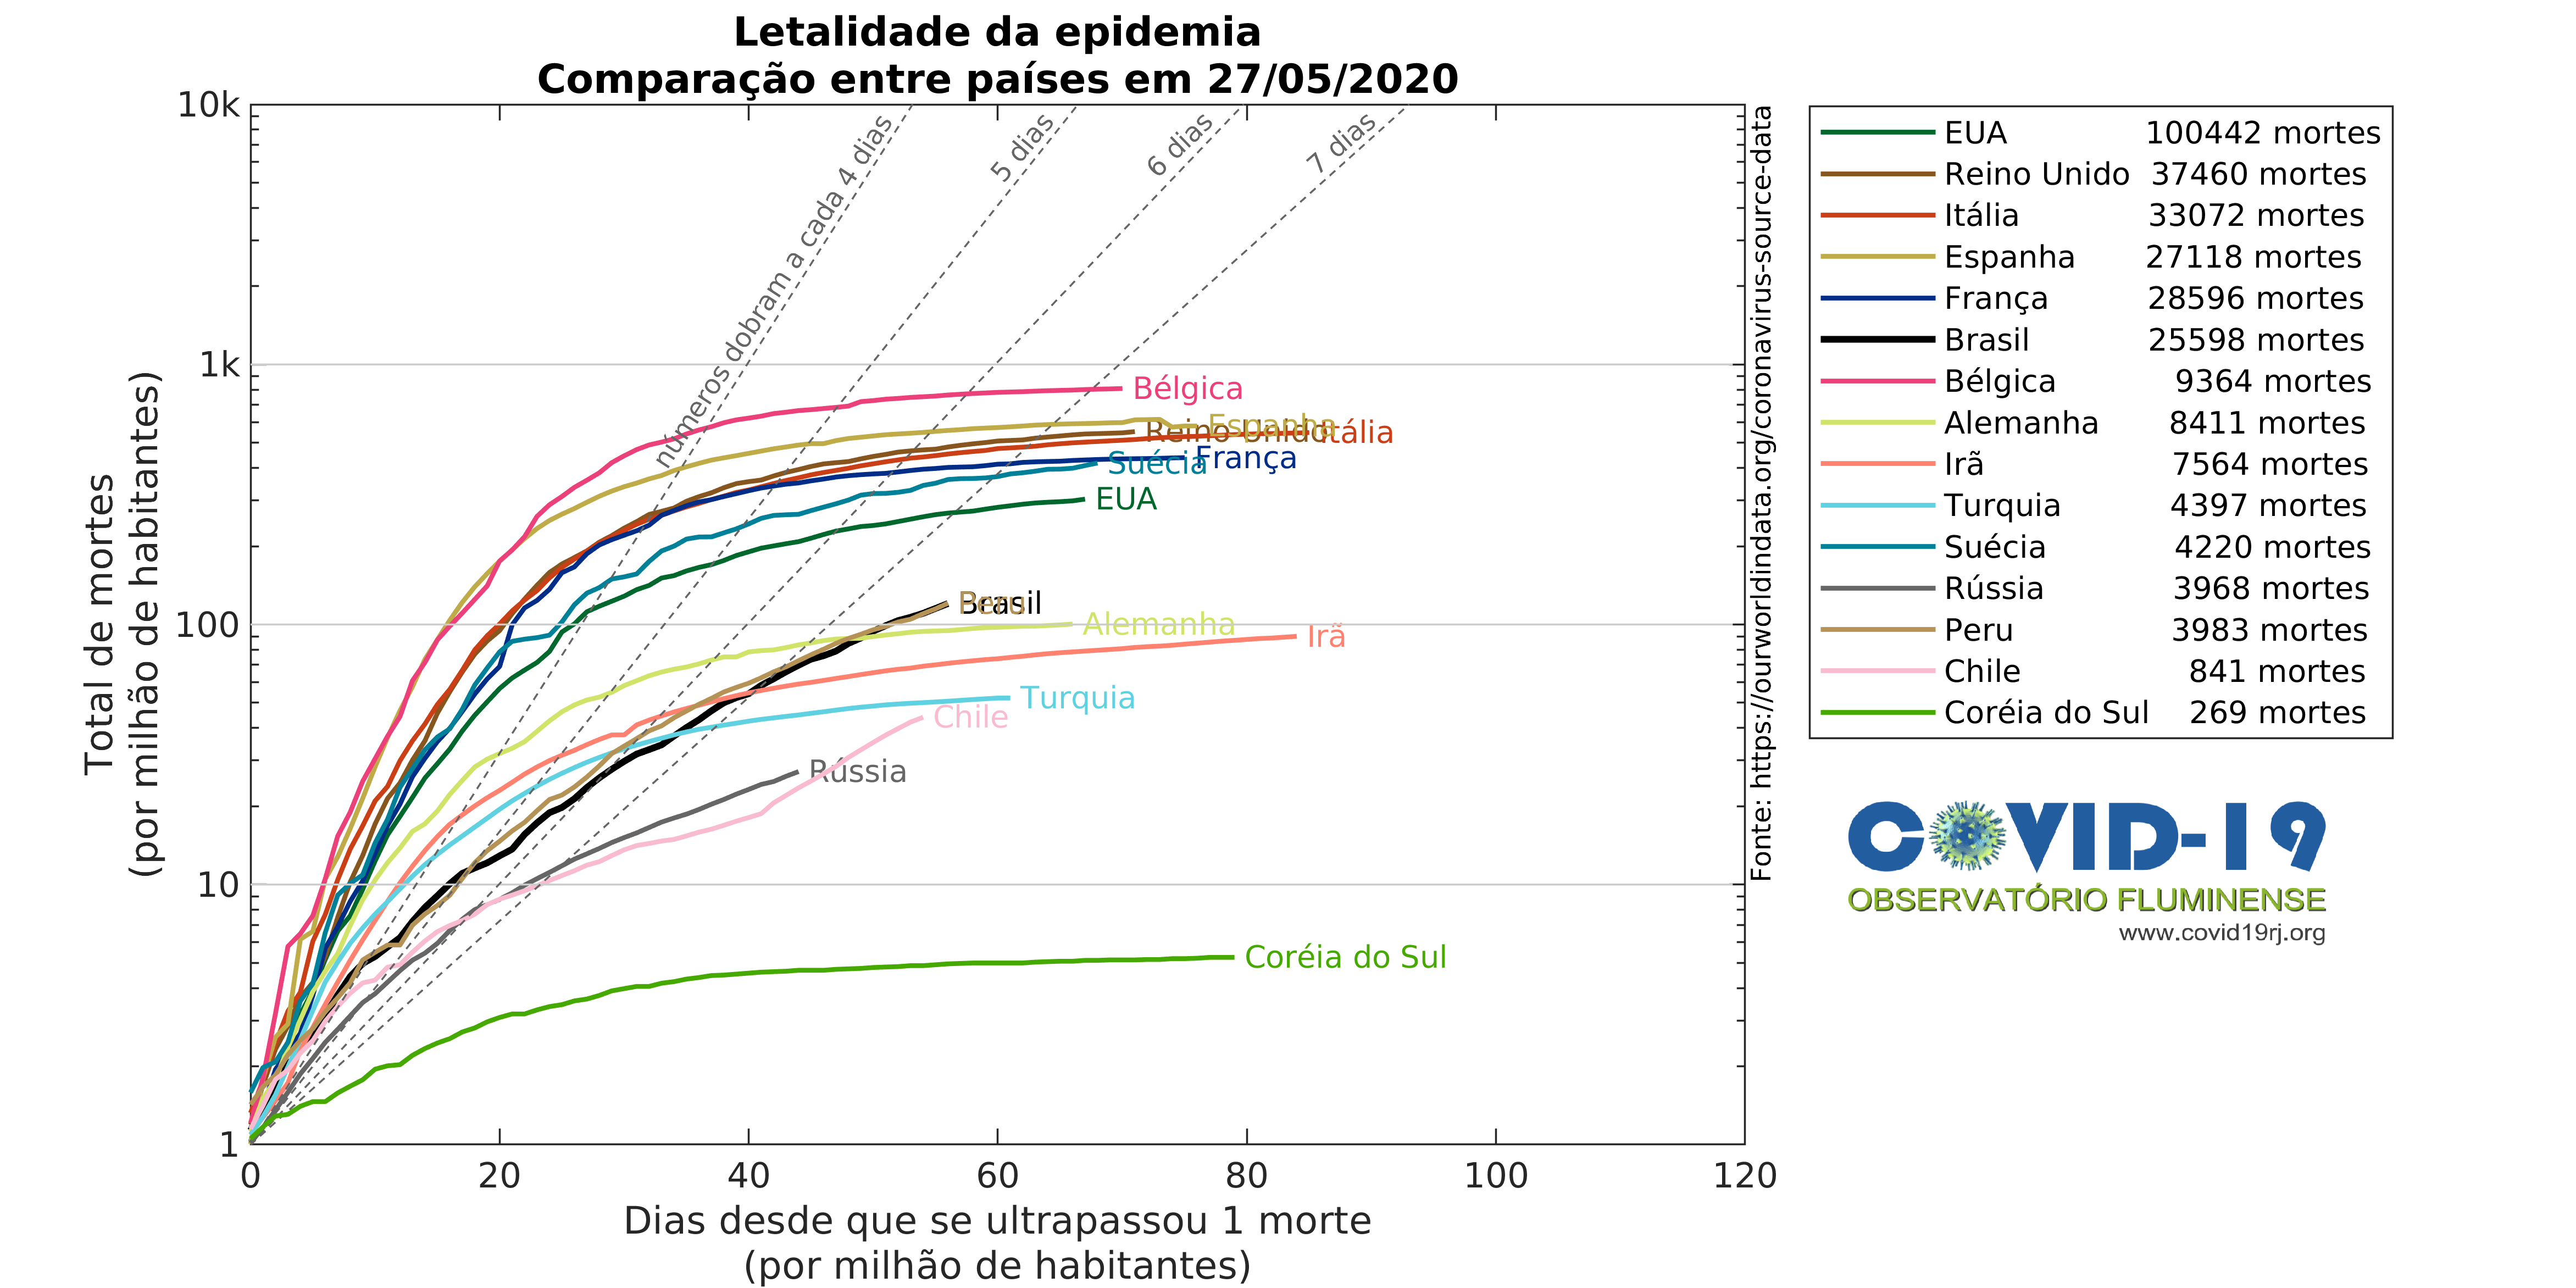 Letalidade da epidemia
Comparação entre países em 27/05/2020
10k
1k
100
10
1
Total de mortes
(por milhão de habitantes)
0 20 40 60 80 100 120
Dias desde que se ultrapassou 1 morte
(por milhão de habitantes)
números dobram a cada 4 dias
5 dias
6 dias
7 dias
Bélgica
Espanha
Reino Unido
Itália
França
Suécia
EUA
Brasil
Peru
Alemanha
Irã
Turquia
Chile
Rússia
Coréia do Sul
Fonte: https://ourworldindata.org/coronavirus-source-data
EUA 100442 mortes
Reino Unido 37460 mortes
Itália 33072 mortes
Espanha 27118 mortes
França 28596 mortes
Brasil 25598 mortes
Bélgica 9364 mortes
Alemanha 8411 mortes
Irã 7564 mortes
Turquia 4397 mortes
Suécia 4220 mortes
Rússia 3968 mortes
Peru 3983 mortes
Chile 841 mortes
Coréia do Sul 269 mortes
COVID-19
OBSERVATÓRIO FLUMINENSE
www.covid19rj.org